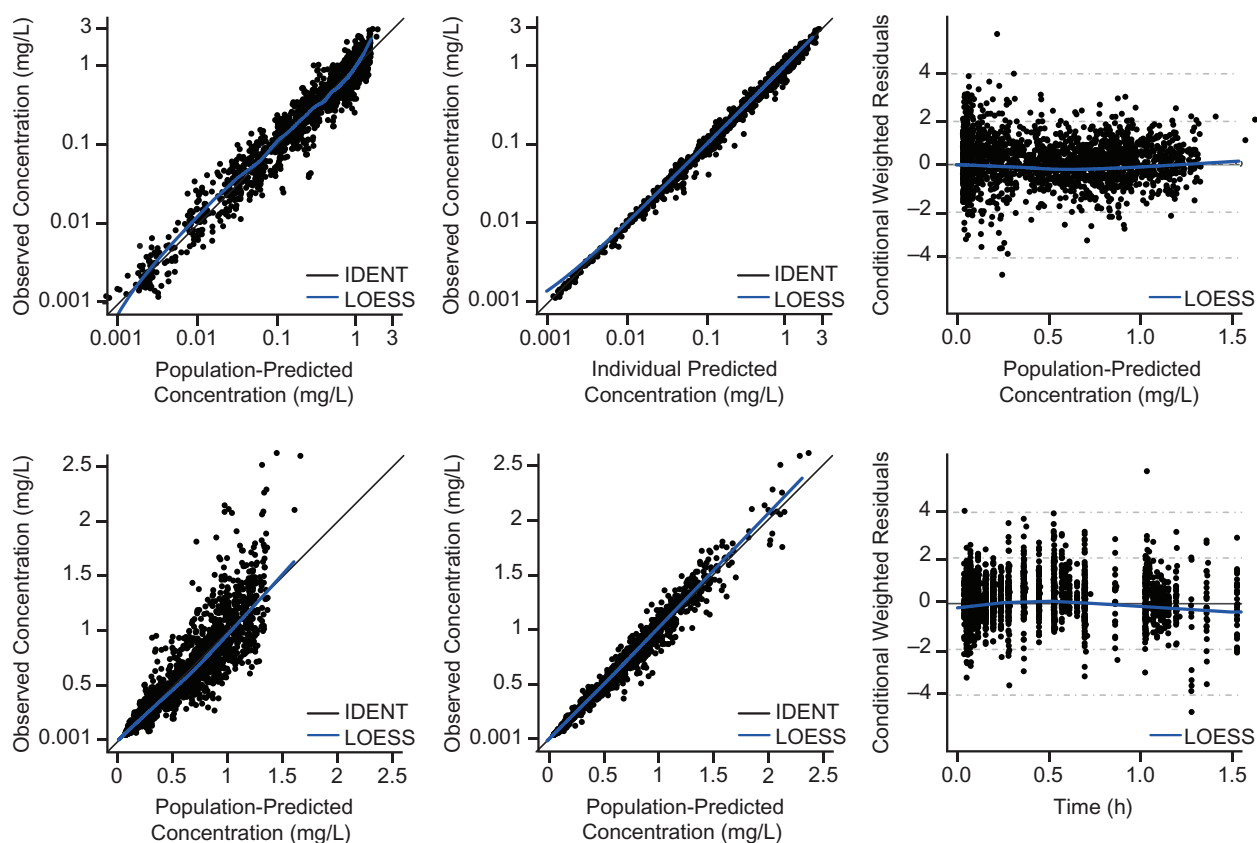 Observed Concentration (mg/L)
3
1
0.1
0.01
0.001
IDENT
LOESS
0.001
0.01
0.1
1
3
Population-Predicted
Concentration (mg/L)
Observed Concentration (mg/L)
3
1
0.1
0.01
0.001
IDENT
LOESS
0.001
0.01
0.1
1
3
Individual Predicted
Concentration (mg/L)
Conditional Weighted Residuals
4
2
0
−2
−4
LOESS
0.0
0.5
1.0
1.5
Population-Predicted
Concentration (mg/L)
Observed Concentration (mg/L)
2.5
2
1.5
1
0.5
0.001
IDENT
LOESS
0
0.5
1
1.5
2
2.5
Population-Predicted
Concentration (mg/L)
Observed Concentration (mg/L)
2.5
2
1.5
1
0.5
0.001
IDENT
LOESS
0
0.5
1
1.5
2
2.5
Population-Predicted
Concentration (mg/L)
Conditional Weighted Residuals
4
2
0
−2
−4
LOESS
0.0
0.5
1.0
1.5
Time (h)